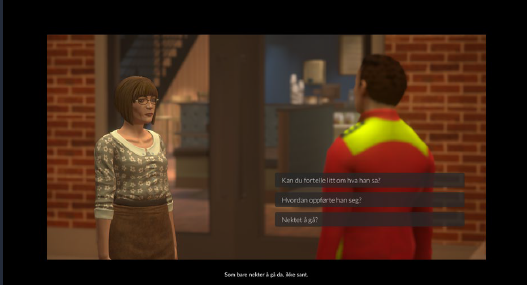 Kan du fortelle litt om hva han sa?
Hvordan oppførte han seg?
Nektet å gå?
Som bare nekter å gå da, ikke sant.